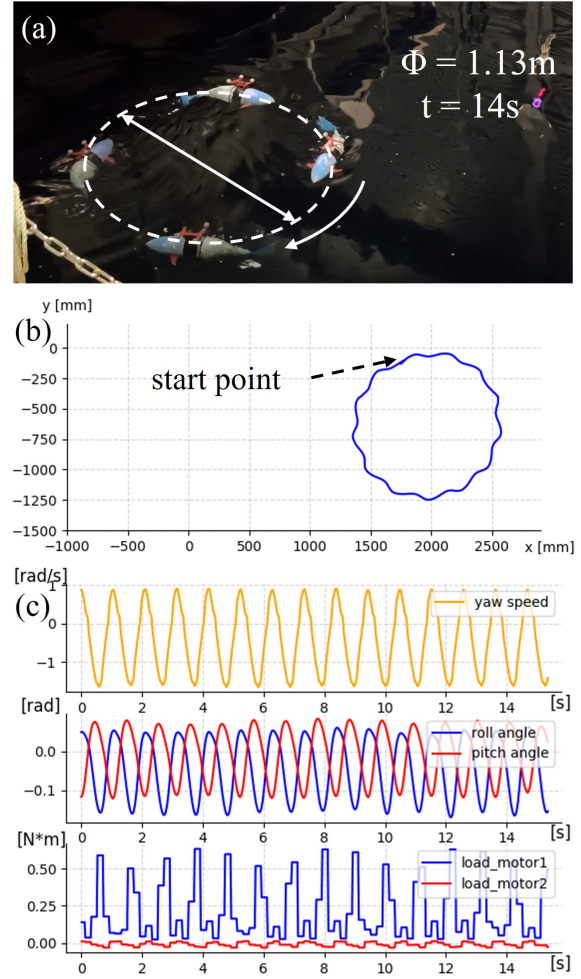 (a)
Φ = 1.13m
t = 14s
y [mm]
(b)
start point
0
−250
−500
−750
−1000
−1250
−1500
−1000 −500 0 500 1000 1500 2000 2500 x [mm]
[rad/s]
(c)
1
yaw speed
−1
0 2 4 6 8 10 12 14 [s]
[rad]
roll angle
0.0
pitch angle
−0.1
0 2 4 6 8 10 12 14 [s]
[N*m]
load_motor1
0.50
load_motor2
0.25
0.00
0 2 4 6 8 10 12 14 [s]